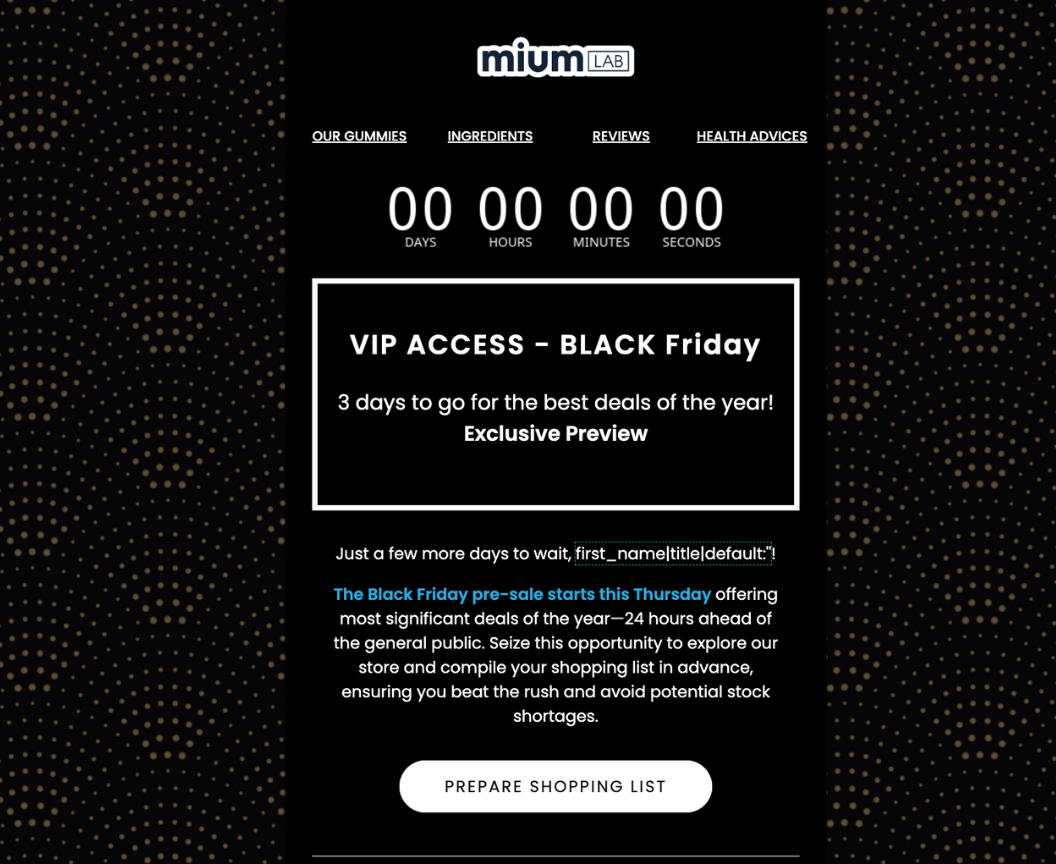 mium LAB
OUR GUMMIES INGREDIENTS REVIEWS HEALTH ADVICES
00 00 00 00
DAYS HOURS MINUTES SECONDS
VIP ACCESS - BLACK Friday
3 days to go for the best deals of the year!
Exclusive Preview
Just a few more days to wait, first_name|title|default:''!
The Black Friday pre-sale starts this Thursday offering
most significant deals of the year—24 hours ahead of
the general public. Seize this opportunity to explore our
store and compile your shopping list in advance,
ensuring you beat the rush and avoid potential stock
shortages.
PREPARE SHOPPING LIST